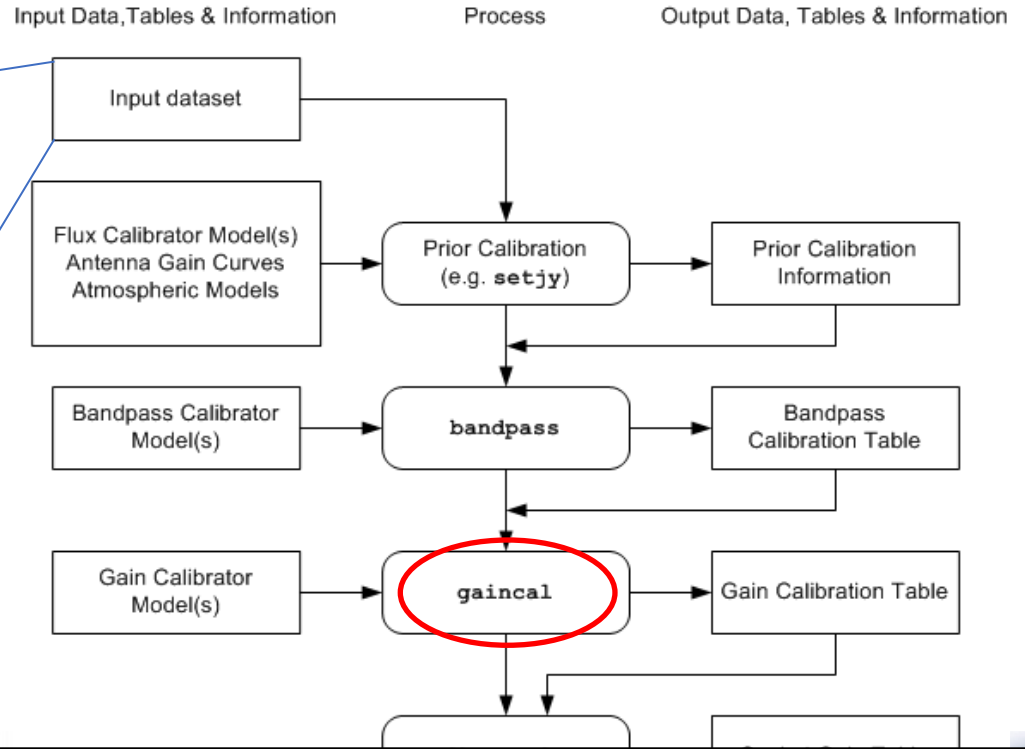 Input Data,Tables & Information
Process
Output Data, Tables & Information
Input dataset
Flux Calibrator Model(s)
Antenna Gain Curves
Atmospheric Models
Prior Calibration
(e.g. setjy)
Prior Calibration
Information
Bandpass Calibrator
Model(s)
bandpass
Bandpass
Calibration Table
Gain Calibrator
Model(s)
gaincal
Gain Calibration Table